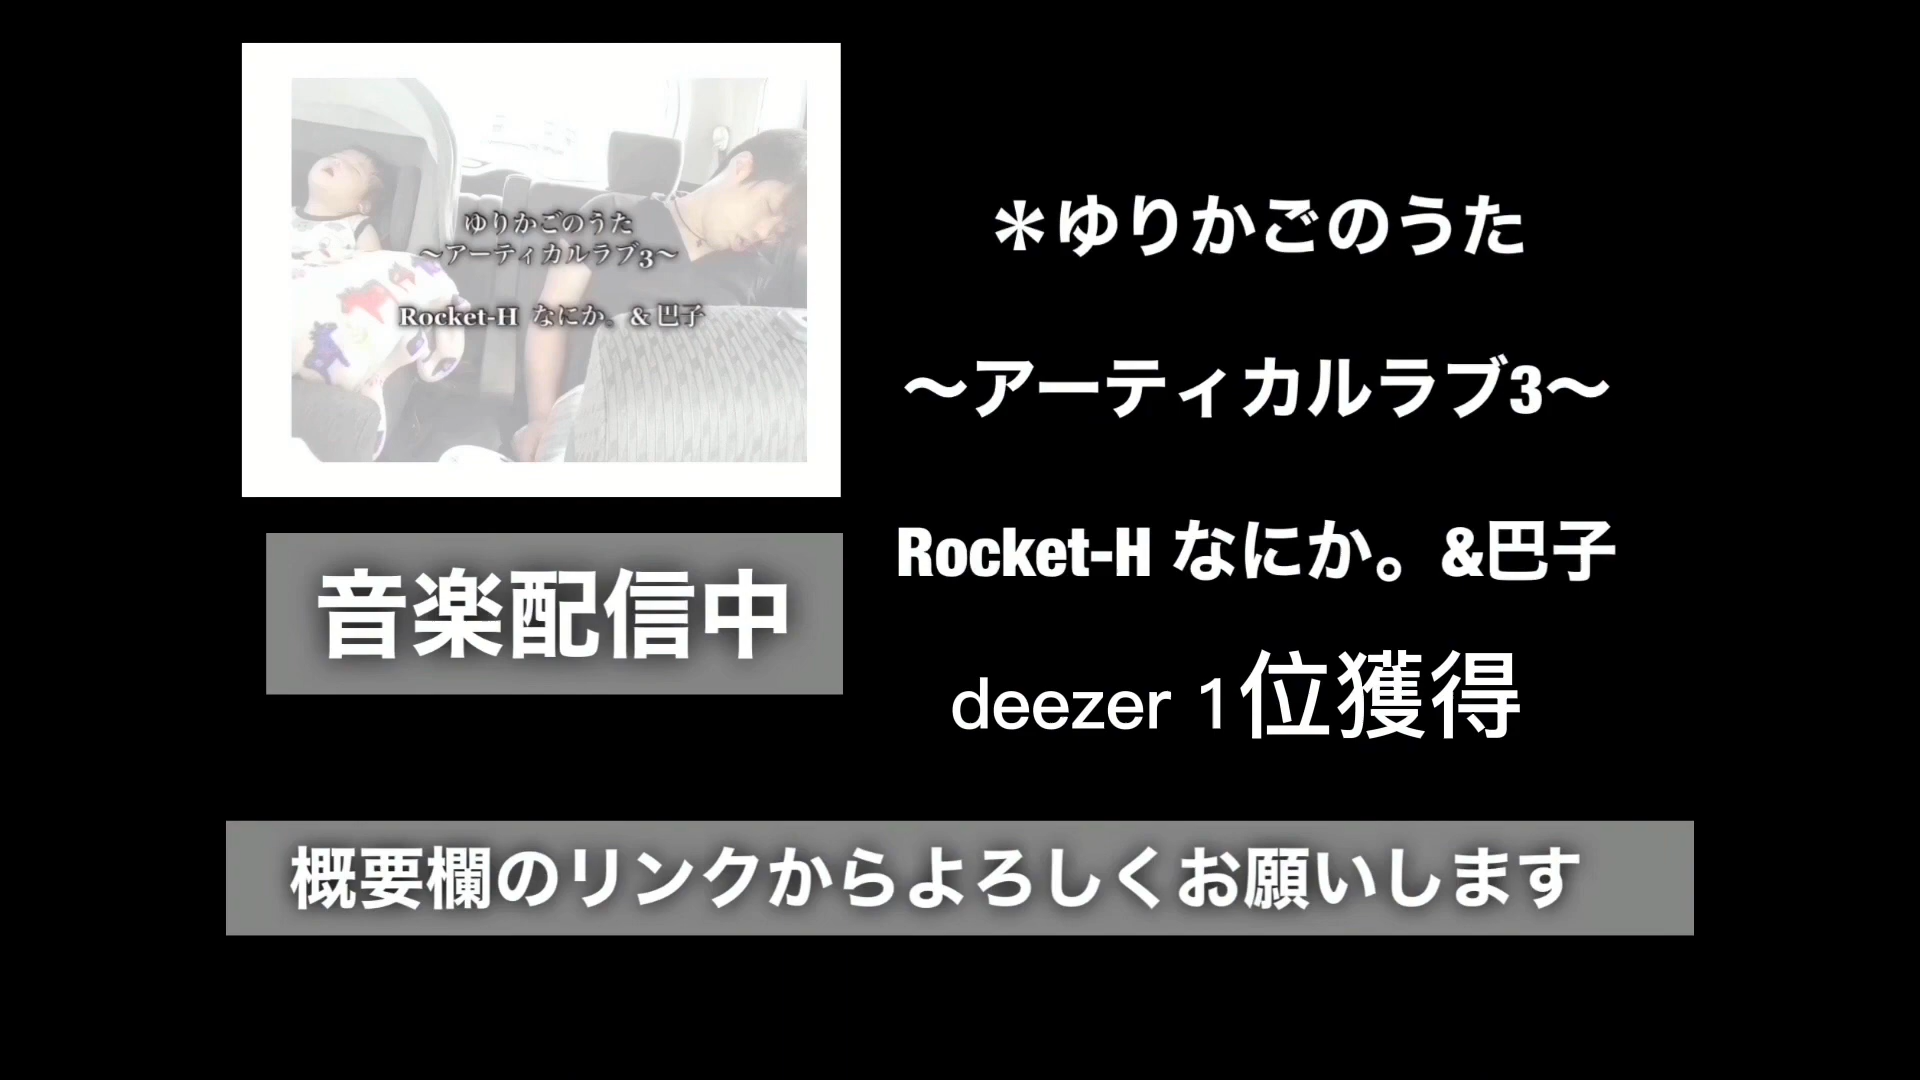 ゆりかごのうた
〜アーティカルラブ3〜
Rocket-H なにか。& 巴子
音楽配信中
＊ゆりかごのうた
〜アーティカルラブ3〜
Rocket-H なにか。&巴子
deezer 1位獲得
概要欄のリンクからよろしくお願いします